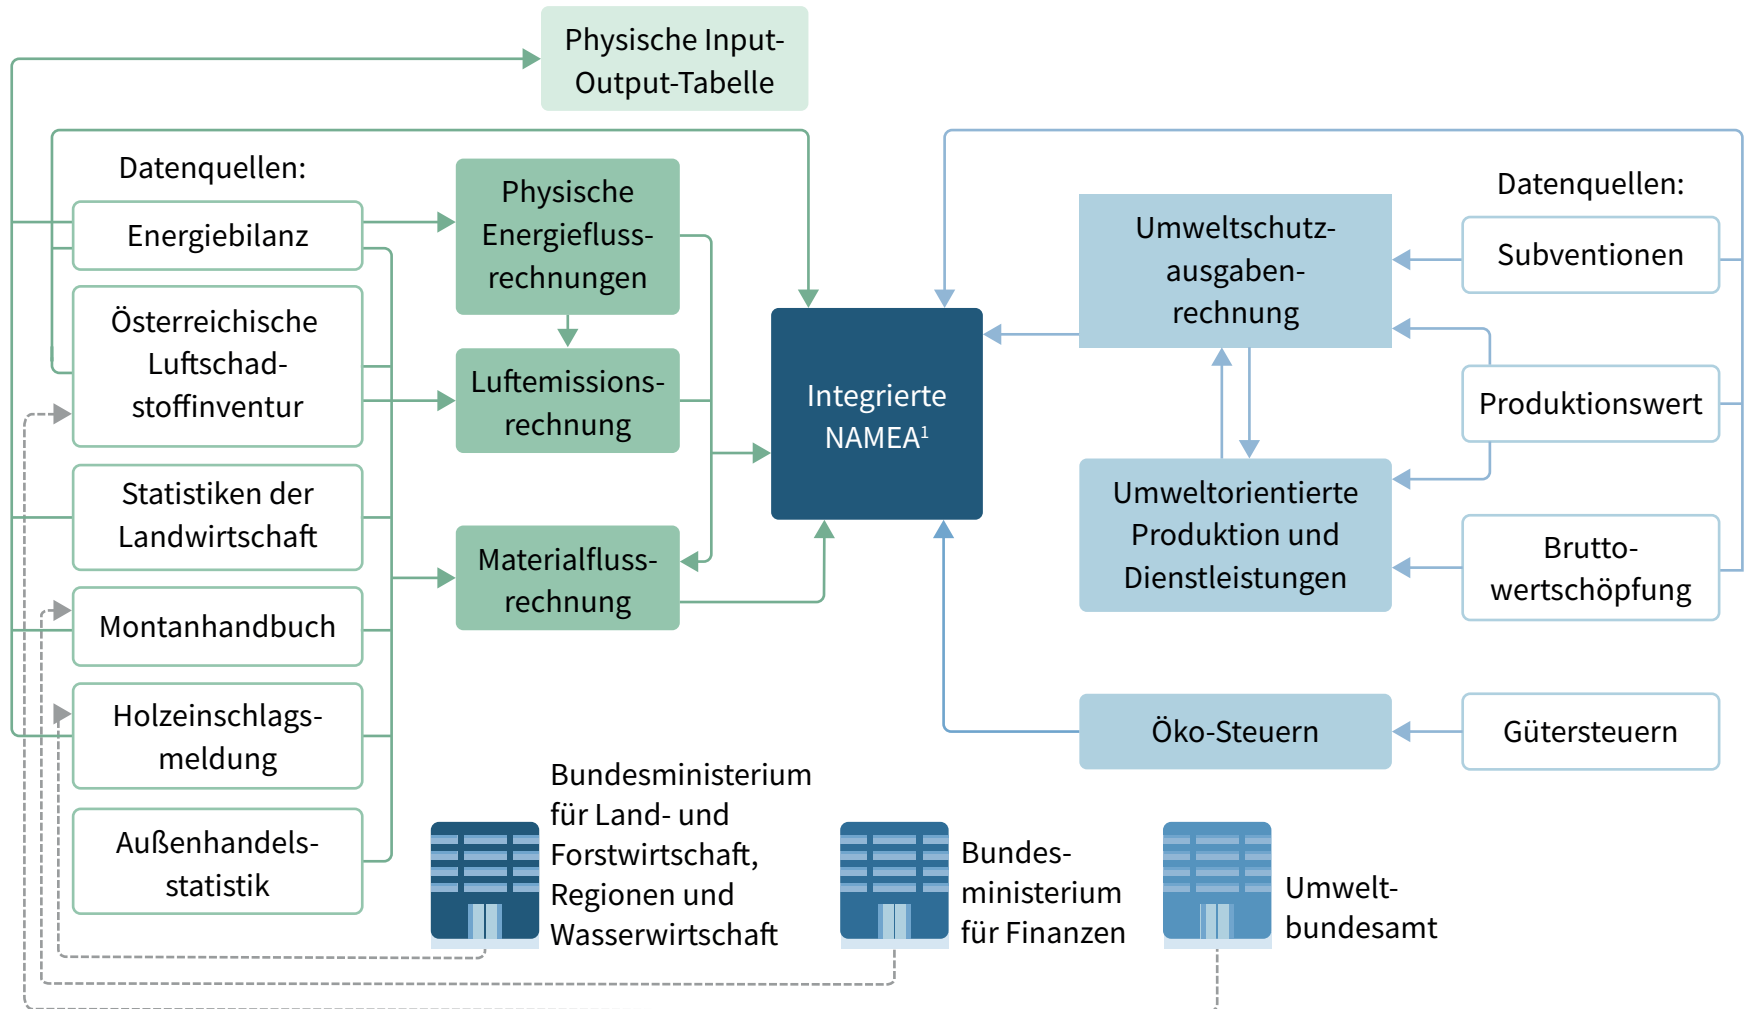 Physische Input-
Output-Tabelle
Datenquellen:
Energiebilanz
Österreichische
Luftschad-
stoffinventur
Statistiken der
Landwirtschaft
Montanhandbuch
Holzeinschlags-
meldung
Außenhandels-
statistik
Physische
Energiefluss-
rechnungen
Luftemissions-
rechnung
Materialfluss-
rechnung
Integrierte
NAMEA¹
Umweltschutz-
ausgaben-
rechnung
Umweltorientierte
Produktion und
Dienstleistungen
Öko-Steuern
Datenquellen:
Subventionen
Produktionswert
Brutto-
wertschöpfung
Gütersteuern
Bundesministerium
für Land- und
Forstwirtschaft,
Regionen und
Wasserwirtschaft
Bundes-
ministerium
für Finanzen
Umwelt-
bundesamt